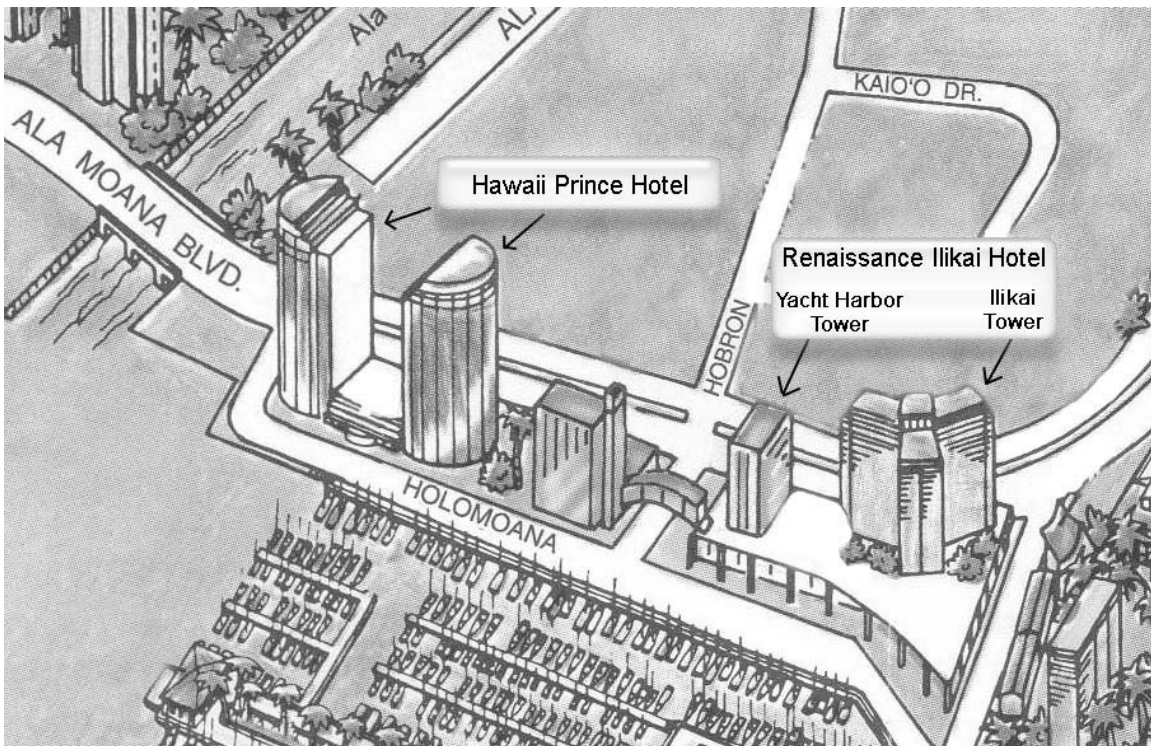 Ala
ALA
KAIO'O DR.
ALA MOANA BLVD.
Hawaii Prince Hotel
Renaissance Ilikai Hotel
Yacht Harbor
Tower
Ilikai
Tower
HOBRON
HOLOMOANA